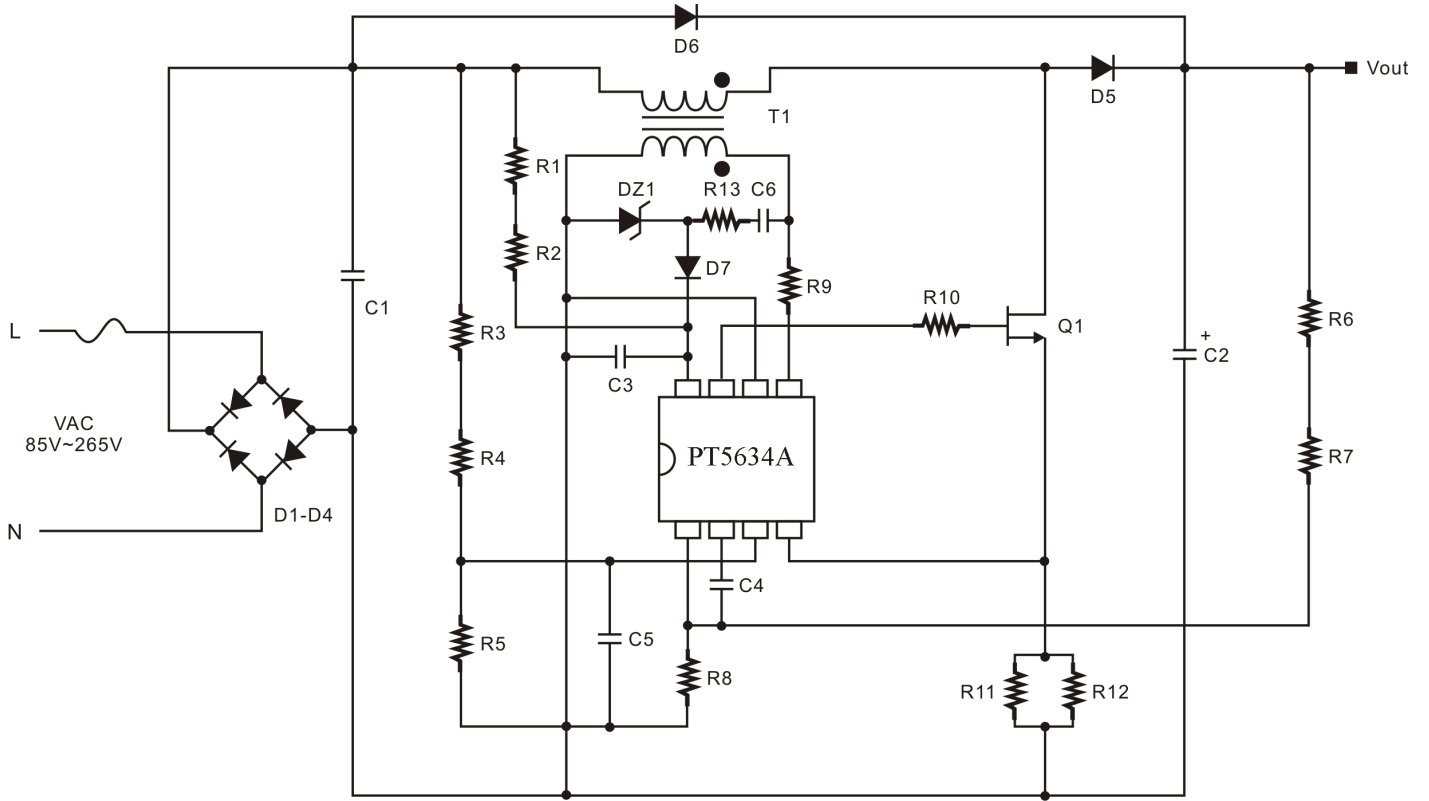 D6
Vout
D5
T1
R1
DZ1
R13
C6
R2
D7
R9
C1
R10
Q1
R6
L
R3
+
C2
C3
VAC
85V~265V
R4
PT5634A
R7
D1-D4
N
C4
R5
C5
R8
R11
R12